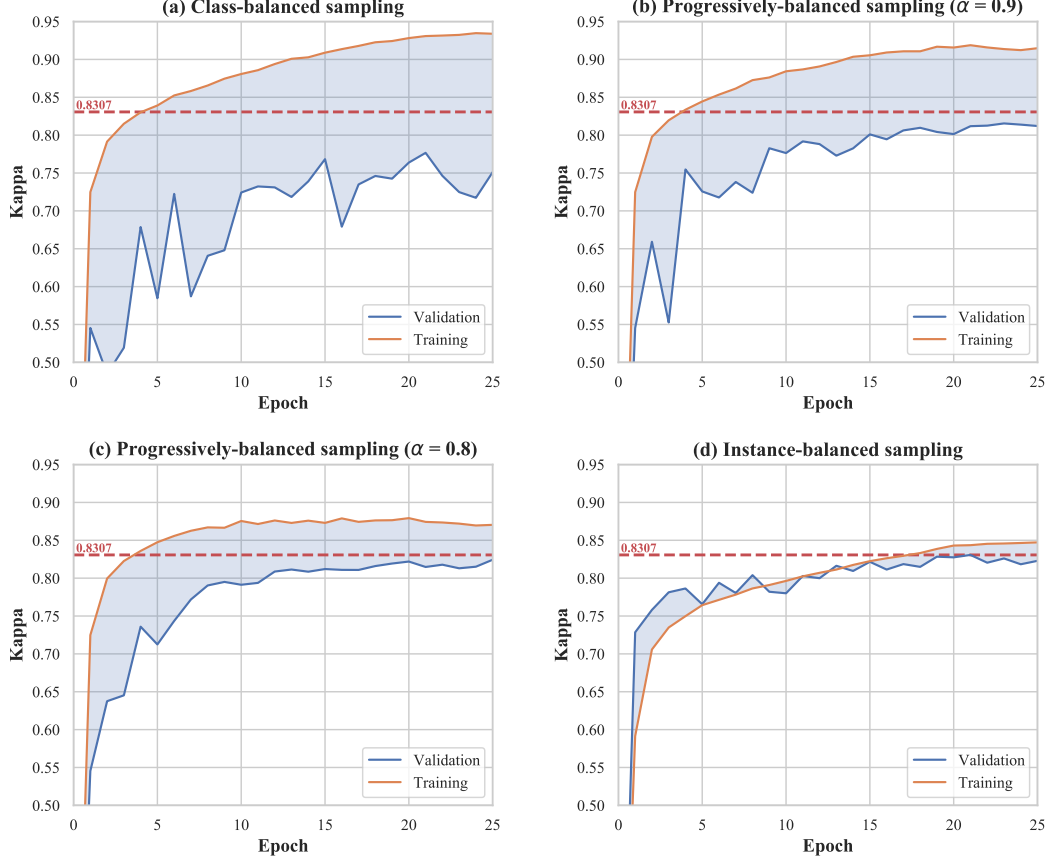 (a) Class-balanced sampling
0.95
0.90
0.85
0.80
0.75
0.70
0.65
0.60
0.55
0.50
Kappa
0.8307
Validation
Training
0 5 10 15 20 25
Epoch
(b) Progressively-balanced sampling (α = 0.9)
0.95
0.90
0.85
0.80
0.75
0.70
0.65
0.60
0.55
0.50
Kappa
0.8307
Validation
Training
0 5 10 15 20 25
Epoch
(c) Progressively-balanced sampling (α = 0.8)
0.95
0.90
0.85
0.80
0.75
0.70
0.65
0.60
0.55
0.50
Kappa
0.8307
Validation
Training
0 5 10 15 20 25
Epoch
(d) Instance-balanced sampling
0.95
0.90
0.85
0.80
0.75
0.70
0.65
0.60
0.55
0.50
Kappa
0.8307
Validation
Training
0 5 10 15 20 25
Epoch